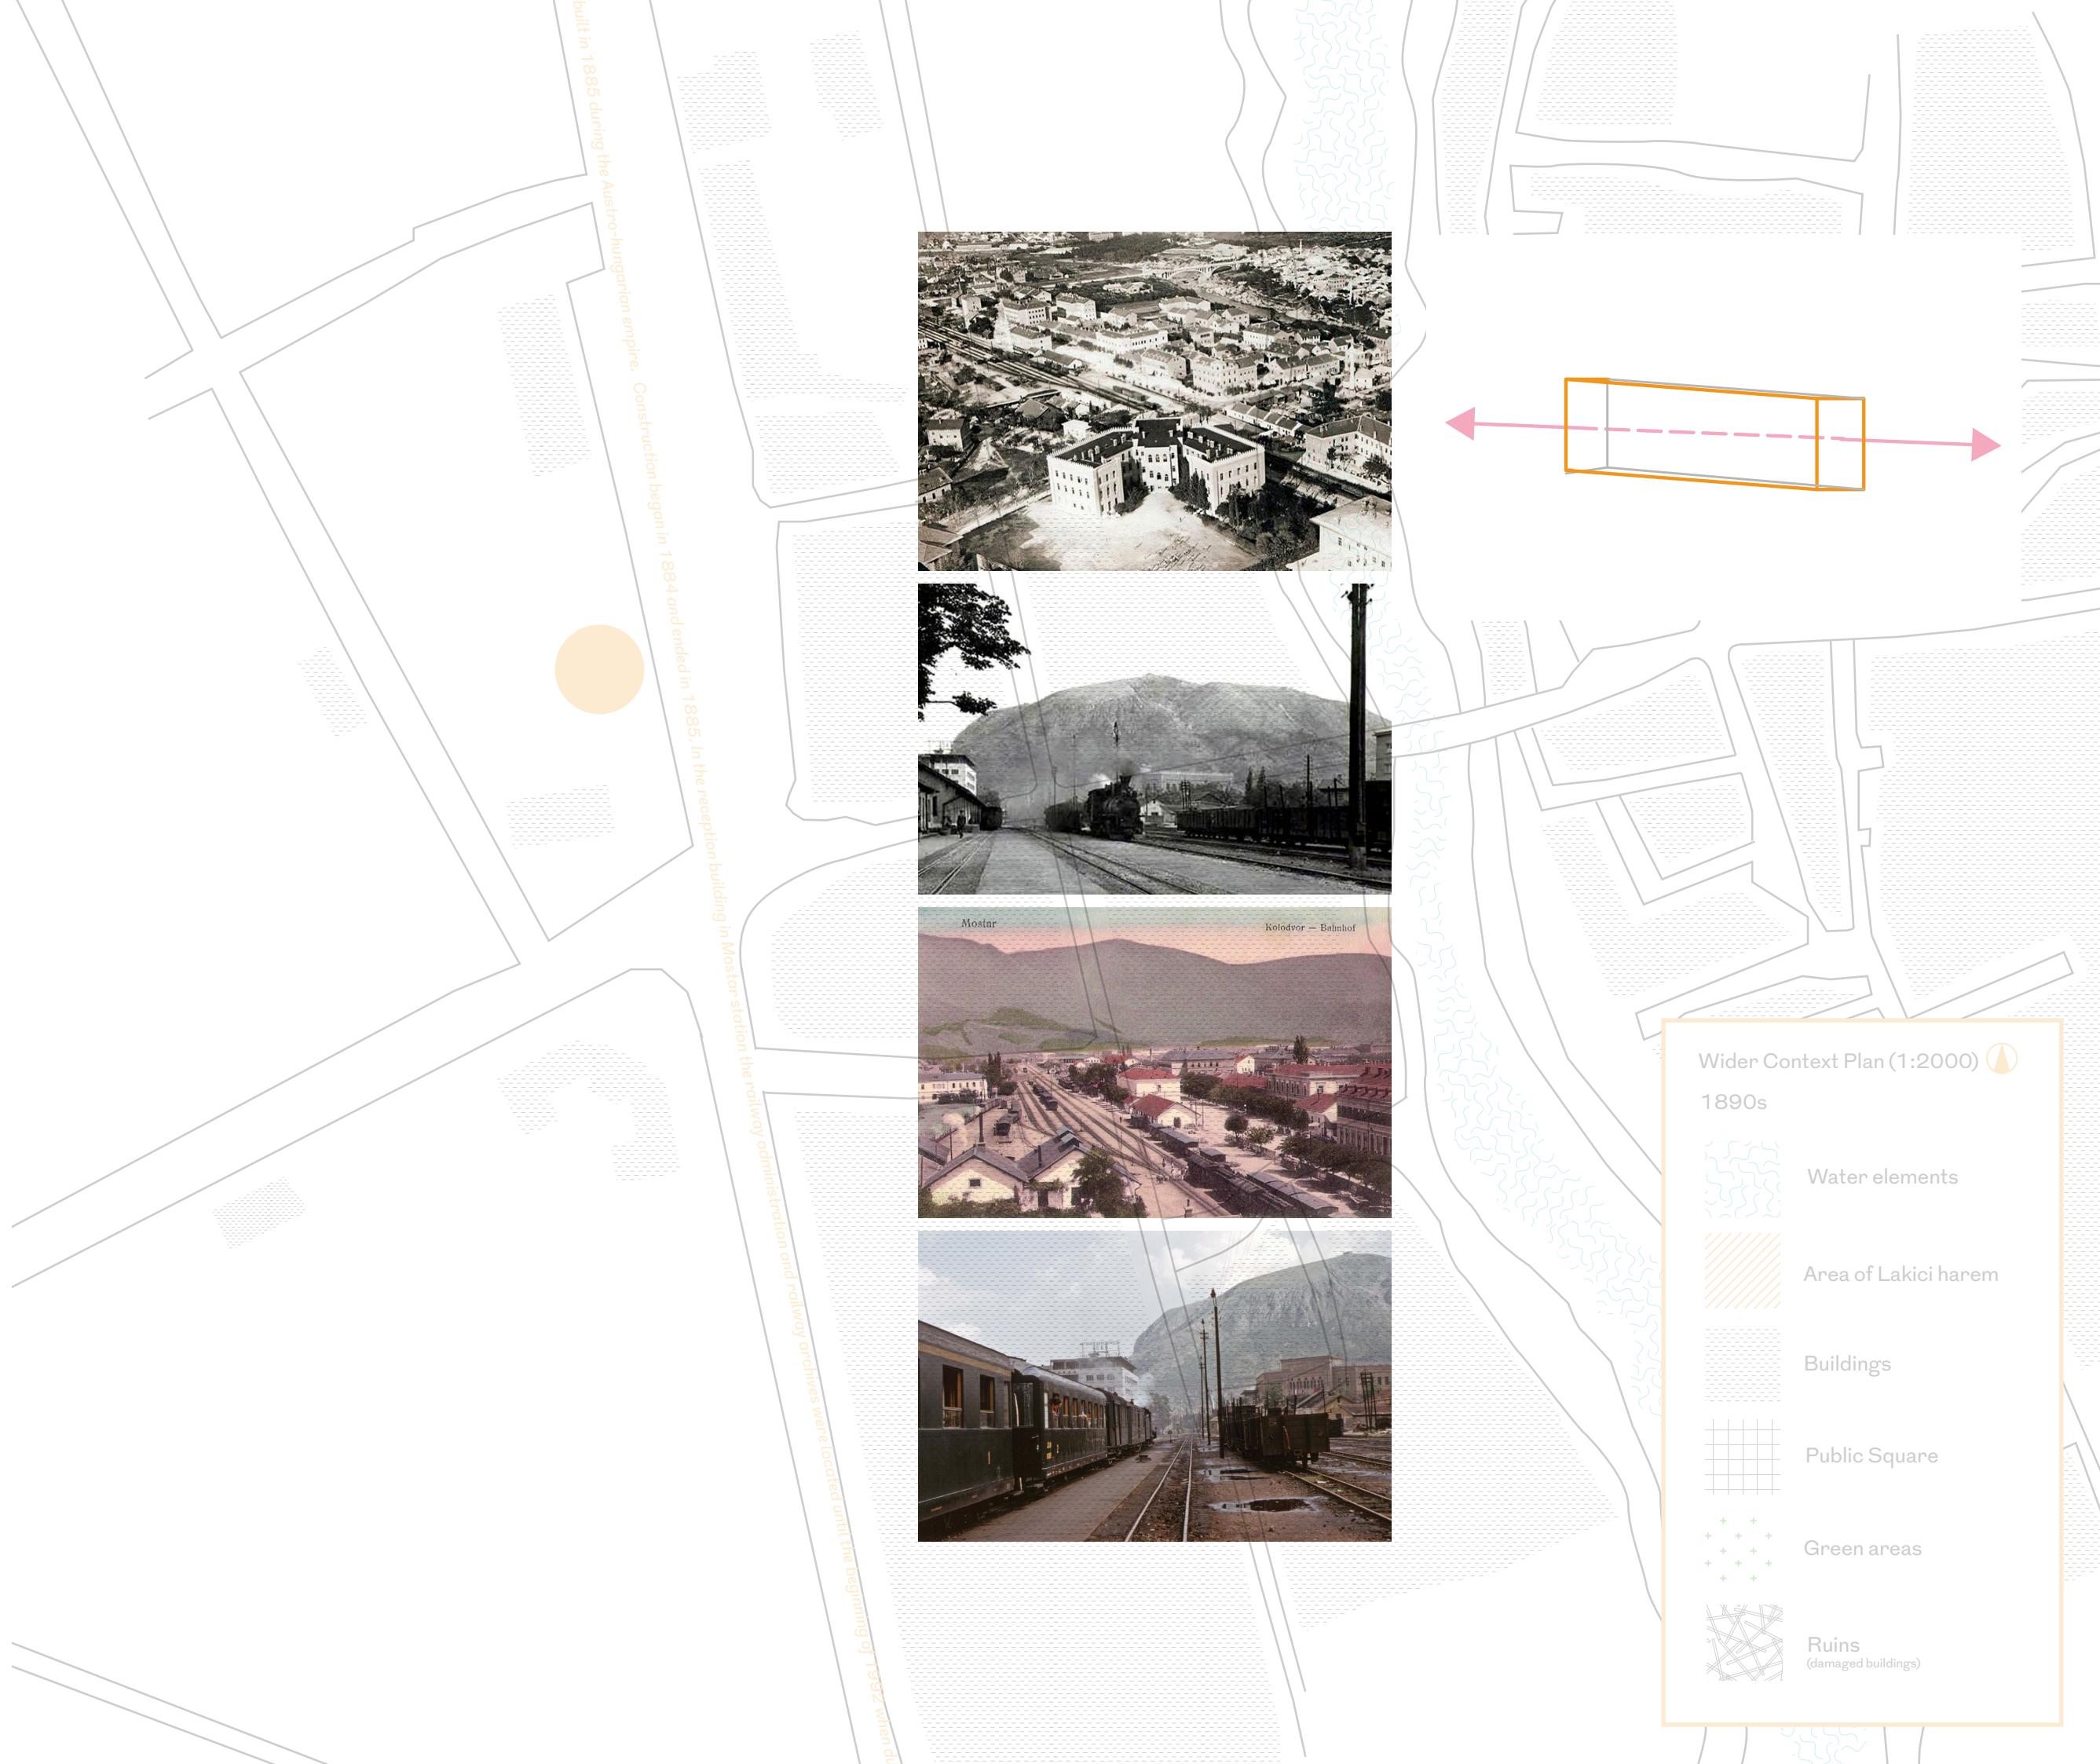 built in 1885 during the Austro-hungarian empire. Construction began in 1884 and ended in 1885. In the reception building in Mostar station the railway administration and railway archives were located until the beginning of 1992 when
Mostar
Kolodvor — Bahnhof
Wider Context Plan (1:2000)
1890s
Water elements
Area of Lakici harem
Buildings
Public Square
Green areas
Ruins
(damaged buildings)